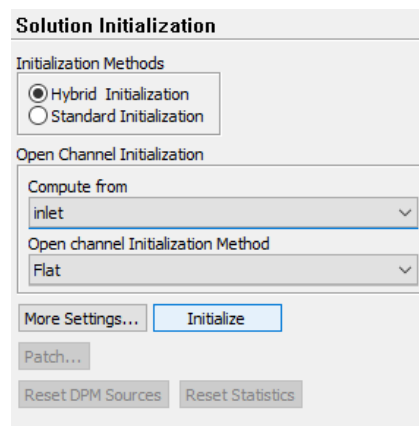 Solution Initialization
Initialization Methods
Hybrid Initialization
Standard Initialization
Open Channel Initialization
Compute from
inlet
Open channel Initialization Method
Flat
More Settings... Initialize
Patch...
Reset DPM Sources Reset Statistics